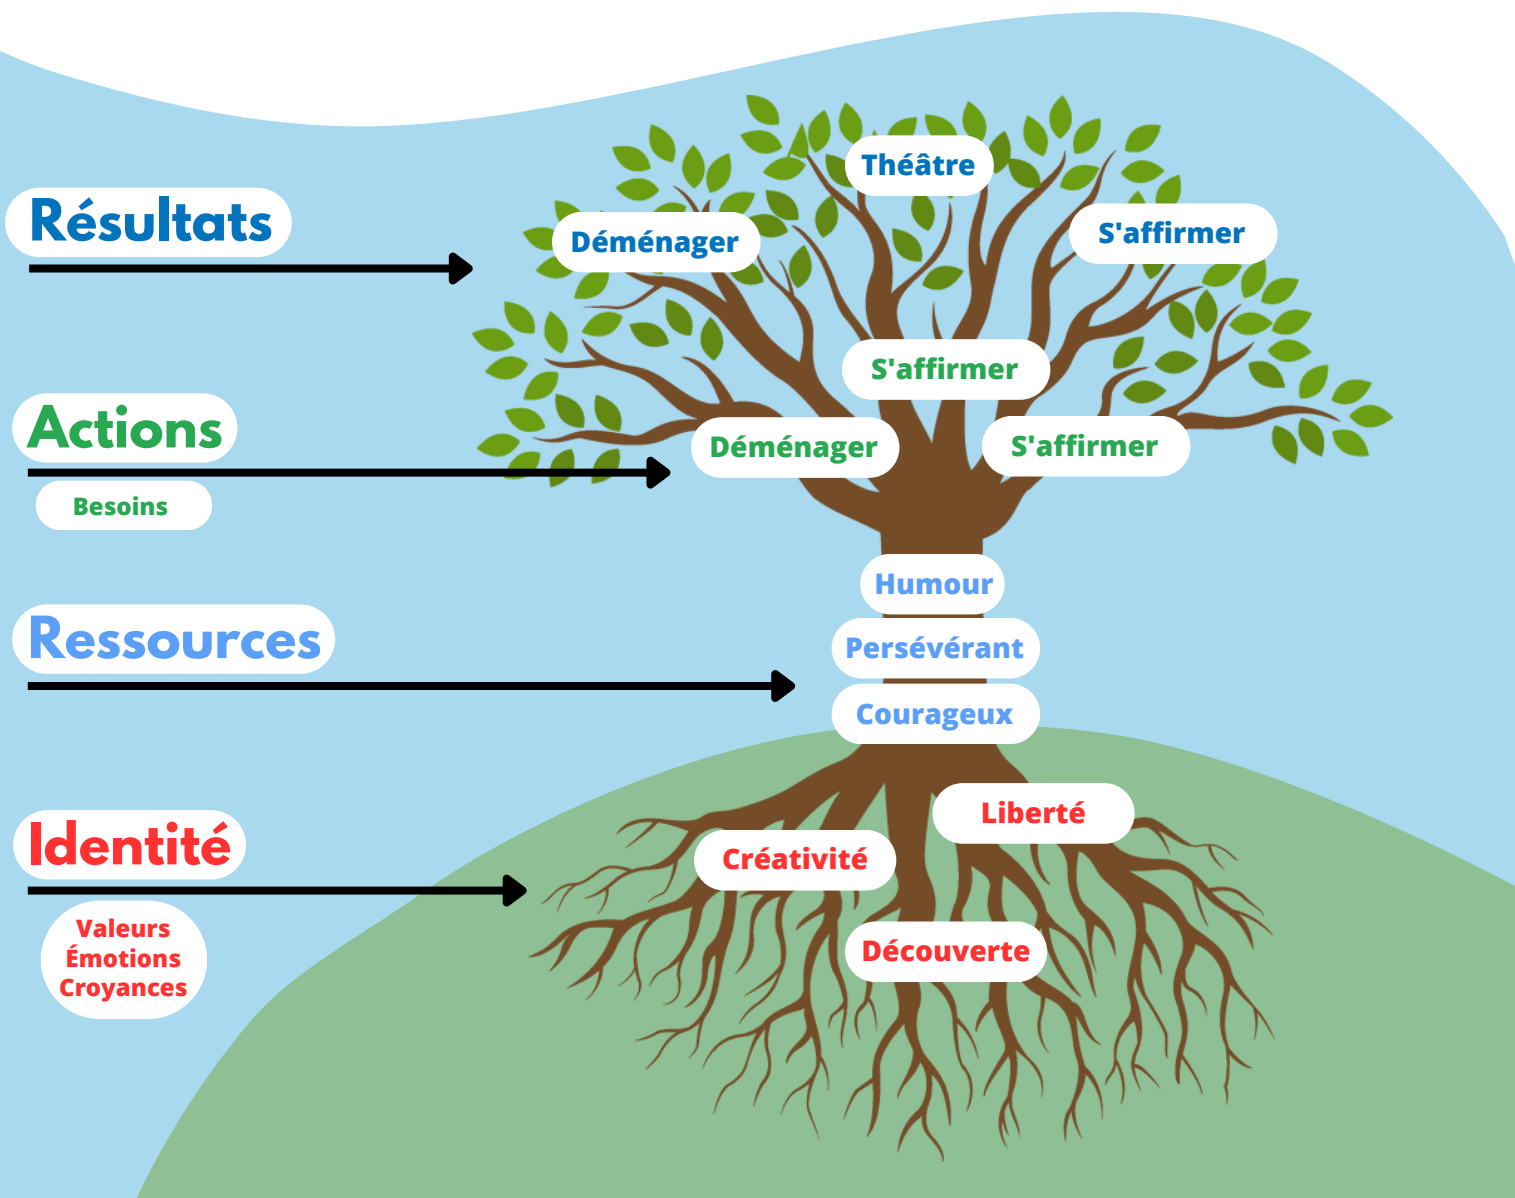 Théâtre
Résultats
Déménager
S'affirmer
S'affirmer
Actions
Déménager
S'affirmer
Besoins
Humour
Ressources
Persévérant
Courageux
Identité
Liberté
Créativité
Valeurs
Émotions
Croyances
Découverte